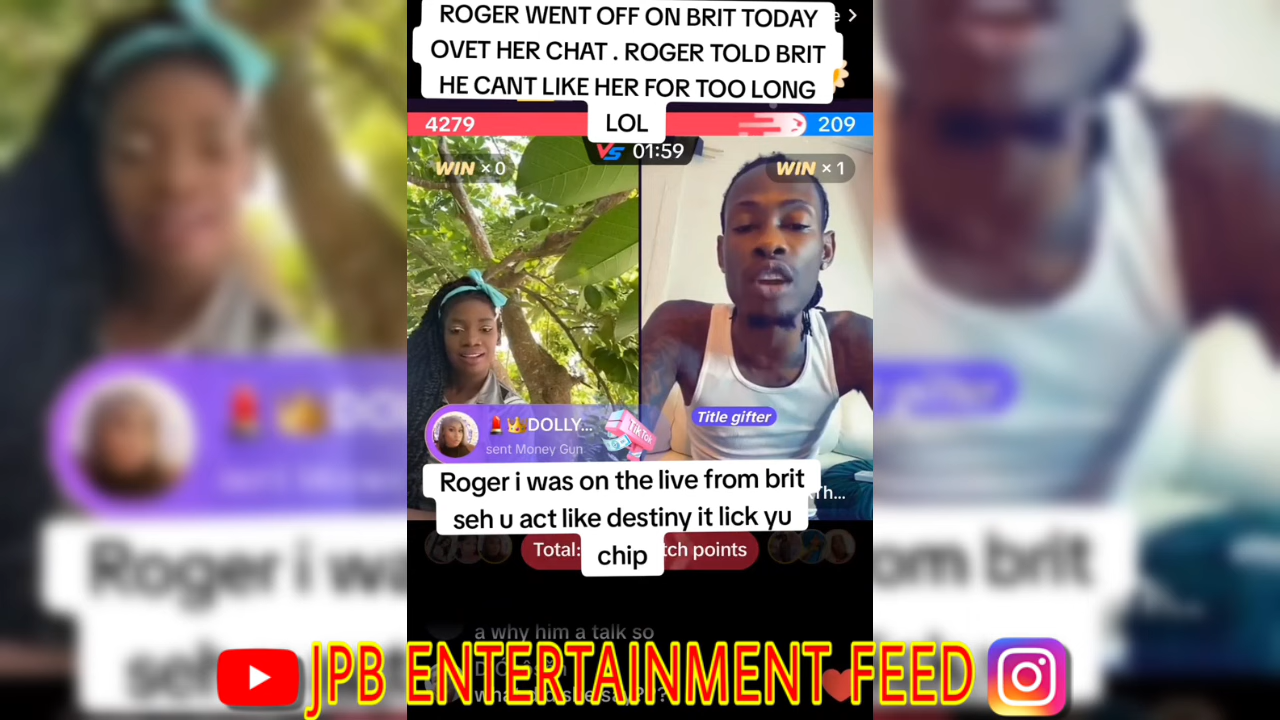 ROGER WENT OFF ON BRIT TODAY
OVET HER CHAT . ROGER TOLD BRIT
HE CANT LIKE HER FOR TOO LONG
LOL
4279
209
VS 01:59
WIN × 0
WIN × 1
Title gifter
DOLLY...
sent Money Gun
TikTok
Roger i was on the live from brit
seh u act like destiny it lick yu
chip
Total:
tch points
a why him a talk so
JPB ENTERTAINMENT FEED